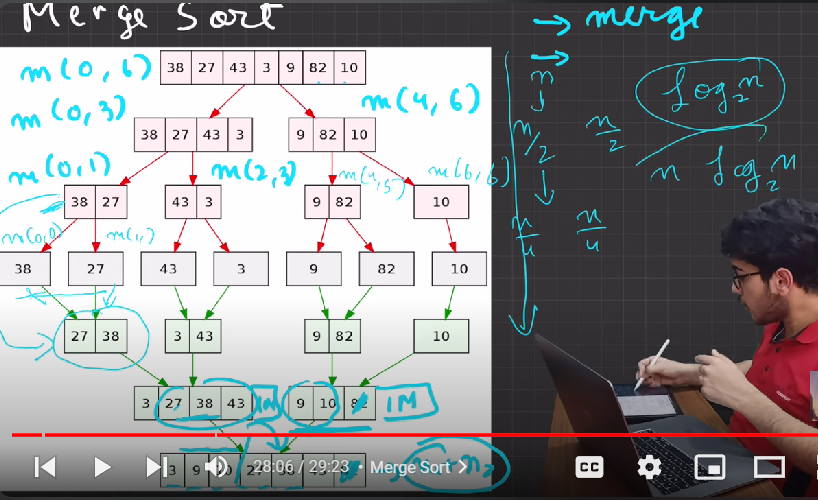 Merge Sort
→ merge
→
m(0,6) 38 27 43 3 9 82 10
n
log₂n
m(0,3) m(4,6)
38 27 43 3 9 82 10
n/2 n/2
n log₂n
m(0,1) m(2,3) m(4,5) m(6,6)
38 27 43 3 9 82 10
n/4 n/4
m(0,0) m(1,1)
38 27 43 3 9 82 10
27 38 3 43 9 82 10
3 27 38 43 1M 9 10 82 1M
3 9
28:06 / 29:23 • Merge Sort >
CC